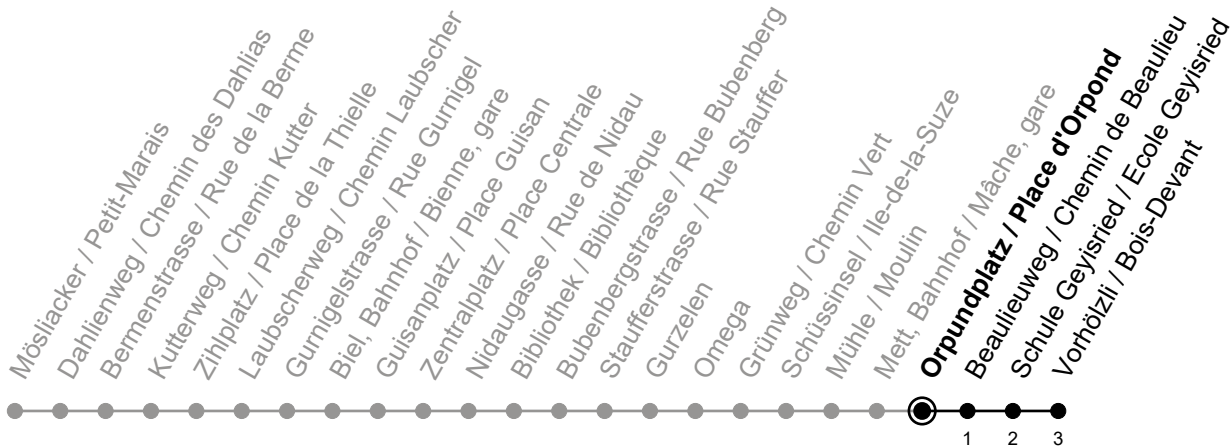 Mösliacker / Petit-Marais
Dahlienweg / Chemin des Dahlias
Bermenstrasse / Rue de la Berme
Kutterweg / Chemin Kutter
Zihlplatz / Place de la Thielle
Laubscherweg / Chemin Laubscher
Gurnigelstrasse / Rue Gurnigel
Biel, Bahnhof / Bienne, gare
Guisanplatz / Place Guisan
Zentralplatz / Place Centrale
Nidaugasse / Rue de Nidau
Bibliothek / Bibliothèque
Bubenbergstrasse / Rue Bubenberg
Staufferstrasse / Rue Stauffer
Gurzelen
Omega
Grünweg / Chemin Vert
Schüssinsel / Ile-de-la-Suze
Mühle / Moulin
Mett, Bahnhof / Mâche, gare
Orpundplatz / Place d'Orpond
Beaulieuweg / Chemin de Beaulieu
Schule Geyisried / Ecole Geyisried
Vorhölzli / Bois-Devant
1 2 3